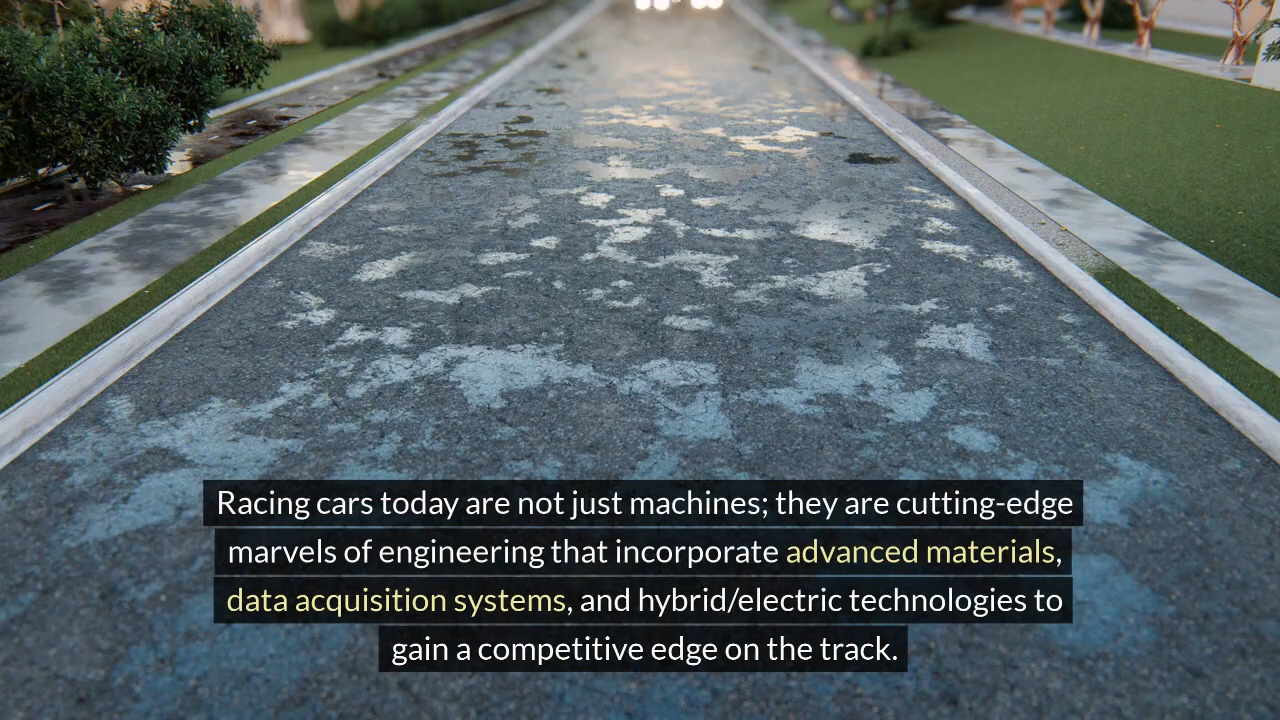 Racing cars today are not just machines; they are cutting-edge
marvels of engineering that incorporate advanced materials,
data acquisition systems, and hybrid/electric technologies to
gain a competitive edge on the track.